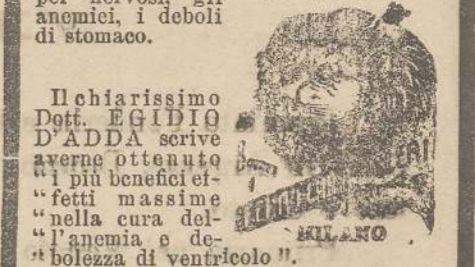 per nervosi, gli
anemici, i deboli
di stomaco.
Il chiarissimo
Dott. EGIDIO
D'ADDA scrive
averne ottenuto
“ i più benefici ef-
“ fetti massime
“ nella cura del-
“ l'anemia e de-
“ bolezza di ventricolo ”.
MILANO